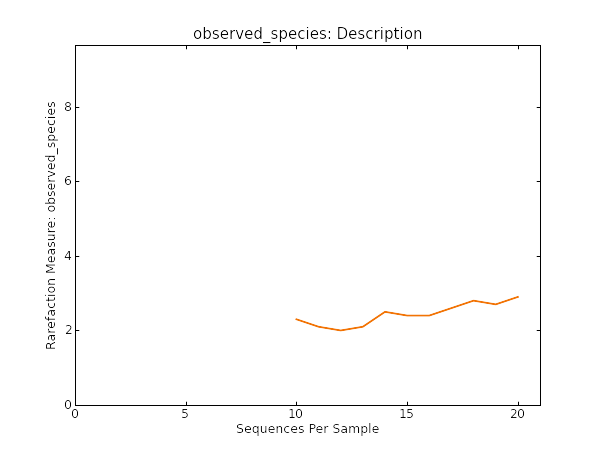 observed_species: Description
Rarefaction Measure: observed_species
8
6
4
2
0
0 5 10 15 20
Sequences Per Sample